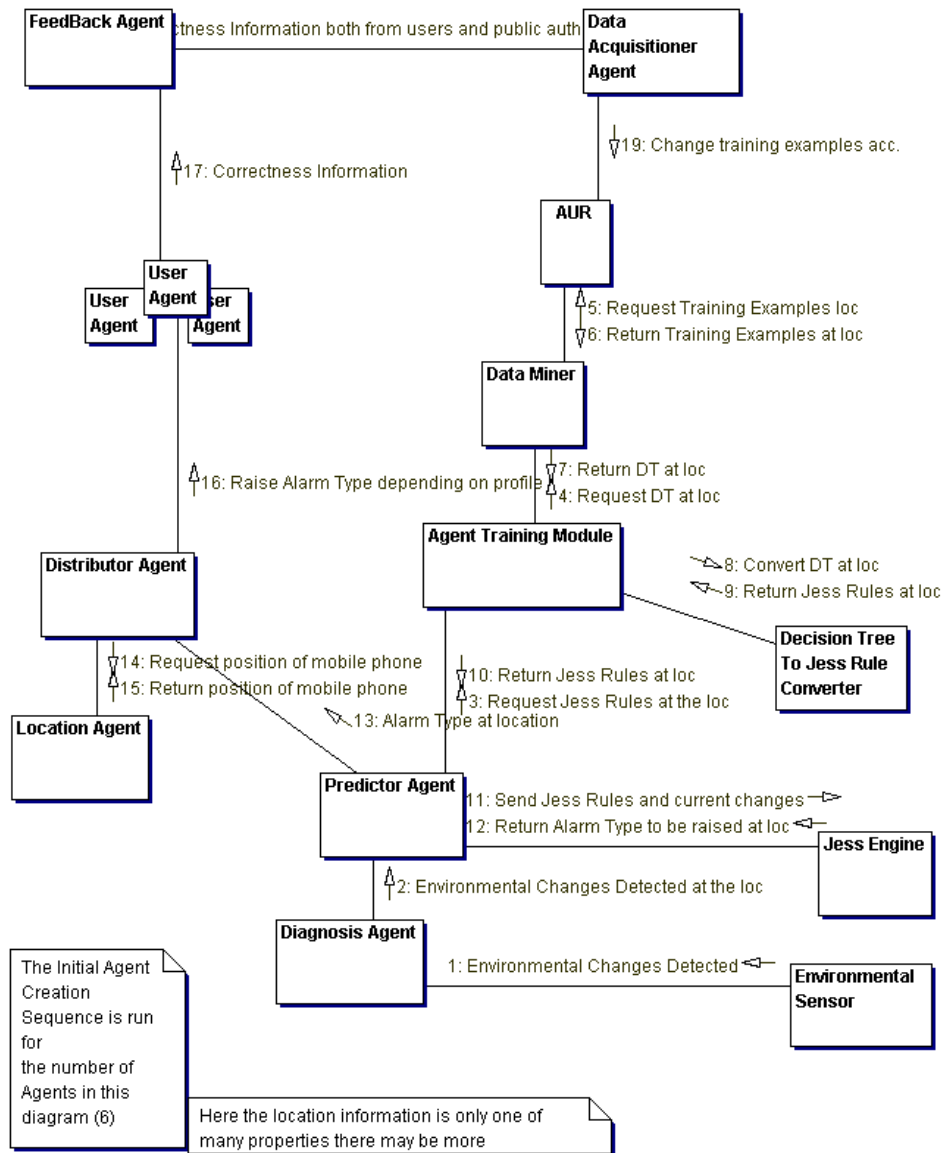 FeedBack Agent
ctness Information both from users and public auth
Data
Acquisitioner
Agent
19: Change training examples acc.
17: Correctness Information
AUR
User
Agent
User
Agent
ser
Agent
5: Request Training Examples loc
6: Return Training Examples at loc
Data Miner
7: Return DT at loc
4: Request DT at loc
16: Raise Alarm Type depending on profile
Agent Training Module
Distributor Agent
8: Convert DT at loc
9: Return Jess Rules at loc
Decision Tree
To Jess Rule
Converter
14: Request position of mobile phone
15: Return position of mobile phone
10: Return Jess Rules at loc
3: Request Jess Rules at the loc
13: Alarm Type at location
Location Agent
Predictor Agent
11: Send Jess Rules and current changes
12: Return Alarm Type to be raised at loc
Jess Engine
2: Environmental Changes Detected at the loc
Diagnosis Agent
1: Environmental Changes Detected
Environmental
Sensor
The Initial Agent
Creation
Sequence is run
for
the number of
Agents in this
diagram (6)
Here the location information is only one of
many properties there may be more